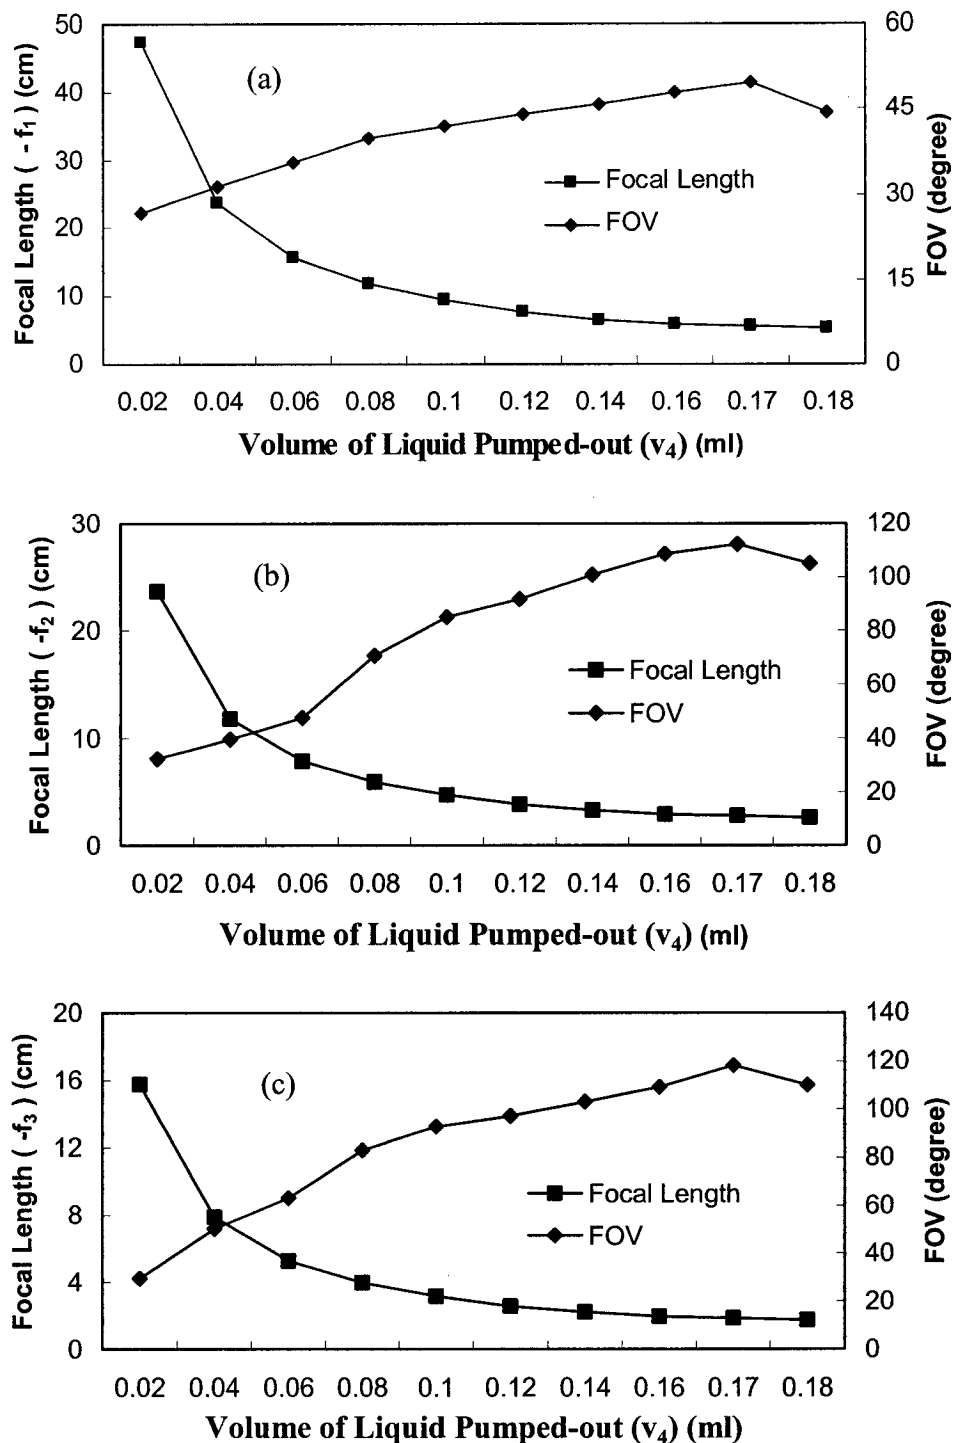 50
40
30
20
10
0
60
45
30
15
0
(a)
Focal Length
FOV
Focal Length ( - f1 ) (cm)
FOV (degree)
0.02 0.04 0.06 0.08 0.1 0.12 0.14 0.16 0.17 0.18
Volume of Liquid Pumped-out (v4) (ml)
30
20
10
0
120
100
80
60
40
20
0
(b)
Focal Length
FOV
Focal Length ( -f2 ) (cm)
FOV (degree)
0.02 0.04 0.06 0.08 0.1 0.12 0.14 0.16 0.17 0.18
Volume of Liquid Pumped-out (v4) (ml)
20
16
12
8
4
0
140
120
100
80
60
40
20
0
(c)
Focal Length
FOV
Focal Length ( -f3 ) (cm)
FOV (degree)
0.02 0.04 0.06 0.08 0.1 0.12 0.14 0.16 0.17 0.18
Volume of Liquid Pumped-out (v4) (ml)